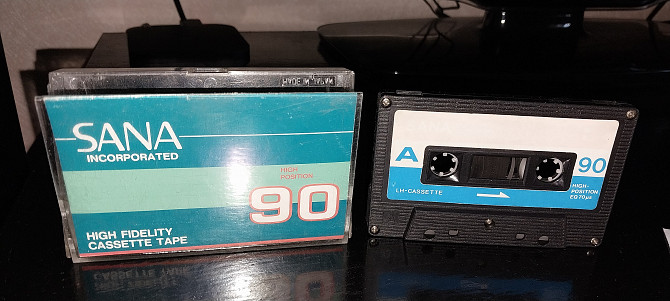 SANA
INCORPORATED
HIGH
POSITION
90
HIGH FIDELITY
CASSETTE TAPE
A
90
LH-CASSETTE
HIGH-
POSITION
EQ70µs